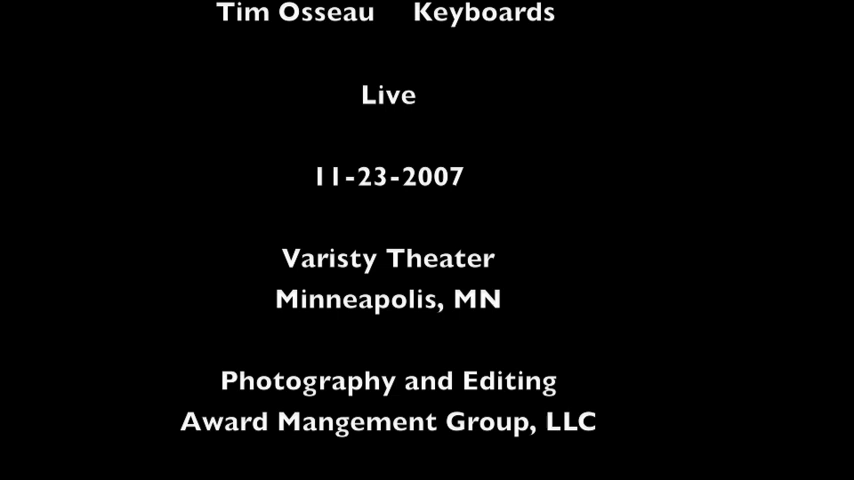 Tim Osseau Keyboards
Live
11-23-2007
Varisty Theater
Minneapolis, MN
Photography and Editing
Award Mangement Group, LLC